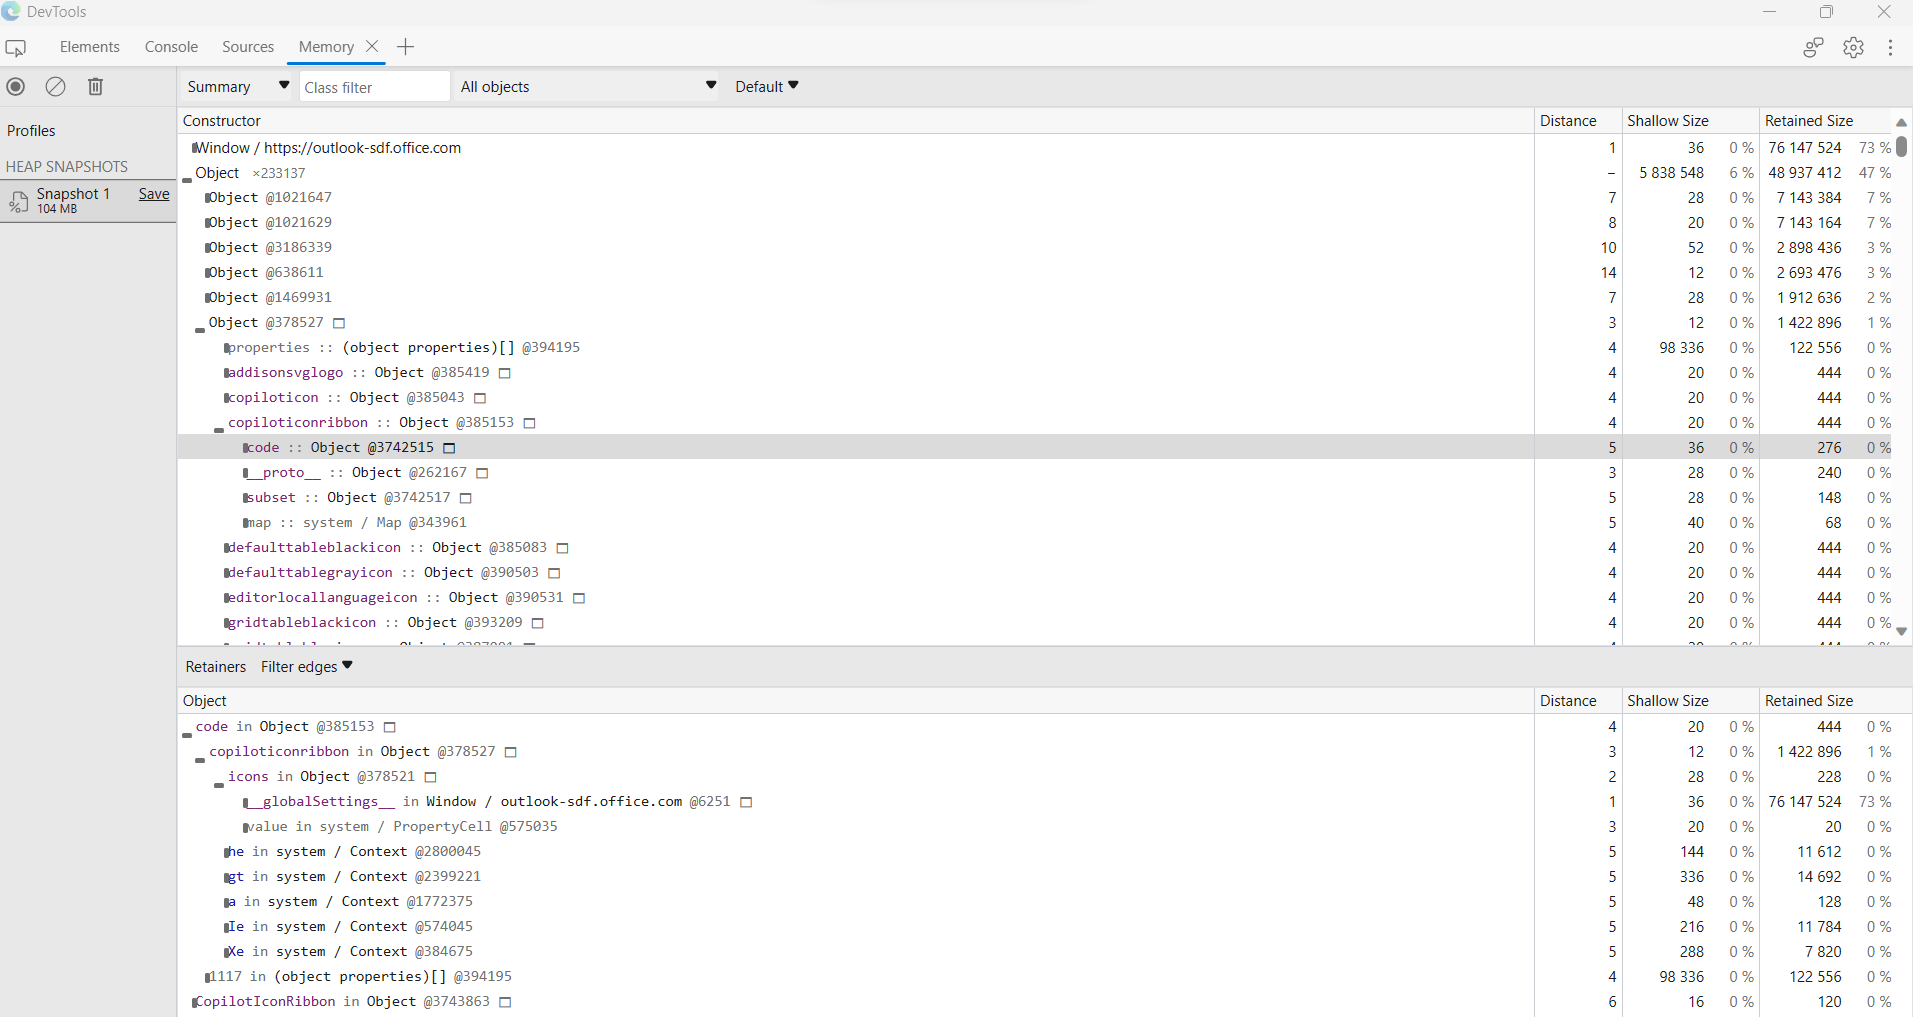 DevTools
Elements Console Sources Memory
Summary Class filter All objects Default
Profiles
HEAP SNAPSHOTS
Snapshot 1 Save
104 MB
Constructor Distance Shallow Size Retained Size
Window / https://outlook-sdf.office.com 1 36 0 % 76 147 524 73 %
Object ×233137 – 5 838 548 6 % 48 937 412 47 %
Object @1021647 7 28 0 % 7 143 384 7 %
Object @1021629 8 20 0 % 7 143 164 7 %
Object @3186339 10 52 0 % 2 898 436 3 %
Object @638611 14 12 0 % 2 693 476 3 %
Object @1469931 7 28 0 % 1 912 636 2 %
Object @378527 3 12 0 % 1 422 896 1 %
properties :: (object properties)[] @394195 4 98 336 0 % 122 556 0 %
addisonsvglogo :: Object @385419 4 20 0 % 444 0 %
copiloticon :: Object @385043 4 20 0 % 444 0 %
copiloticonribbon :: Object @385153 4 20 0 % 444 0 %
code :: Object @3742515 5 36 0 % 276 0 %
__proto__ :: Object @262167 3 28 0 % 240 0 %
subset :: Object @3742517 5 28 0 % 148 0 %
map :: system / Map @343961 5 40 0 % 68 0 %
defaulttableblackicon :: Object @385083 4 20 0 % 444 0 %
defaulttablegrayicon :: Object @390503 4 20 0 % 444 0 %
editorlocallanguageicon :: Object @390531 4 20 0 % 444 0 %
gridtableblackicon :: Object @393209 4 20 0 % 444 0 %
Retainers Filter edges
Object Distance Shallow Size Retained Size
code in Object @385153 4 20 0 % 444 0 %
copiloticonribbon in Object @378527 3 12 0 % 1 422 896 1 %
icons in Object @378521 2 28 0 % 228 0 %
__globalSettings__ in Window / outlook-sdf.office.com @6251 1 36 0 % 76 147 524 73 %
value in system / PropertyCell @575035 3 20 0 % 20 0 %
he in system / Context @2800045 5 144 0 % 11 612 0 %
gt in system / Context @2399221 5 336 0 % 14 692 0 %
a in system / Context @1772375 5 48 0 % 128 0 %
Ie in system / Context @574045 5 216 0 % 11 784 0 %
Xe in system / Context @384675 5 288 0 % 7 820 0 %
1117 in (object properties)[] @394195 4 98 336 0 % 122 556 0 %
CopilotIconRibbon in Object @3743863 6 16 0 % 120 0 %